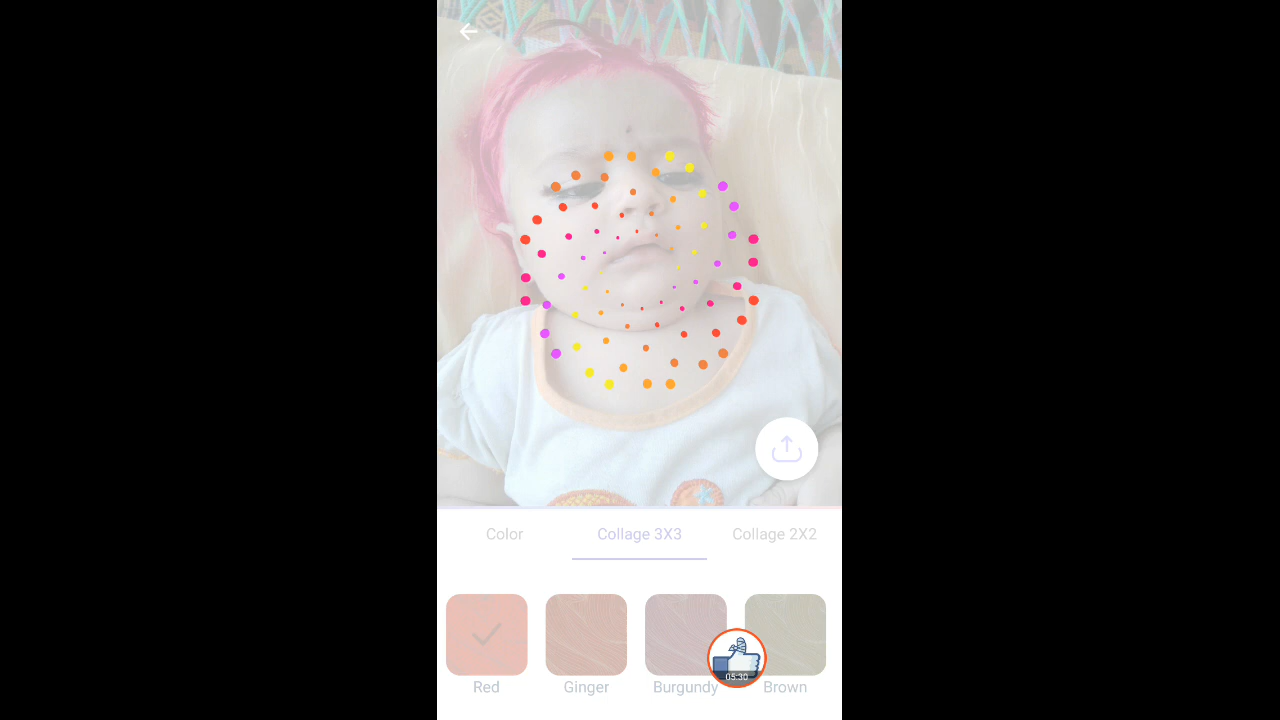 Color
Collage 3X3
Collage 2X2
Red
Ginger
Burgundy
Brown
05:30